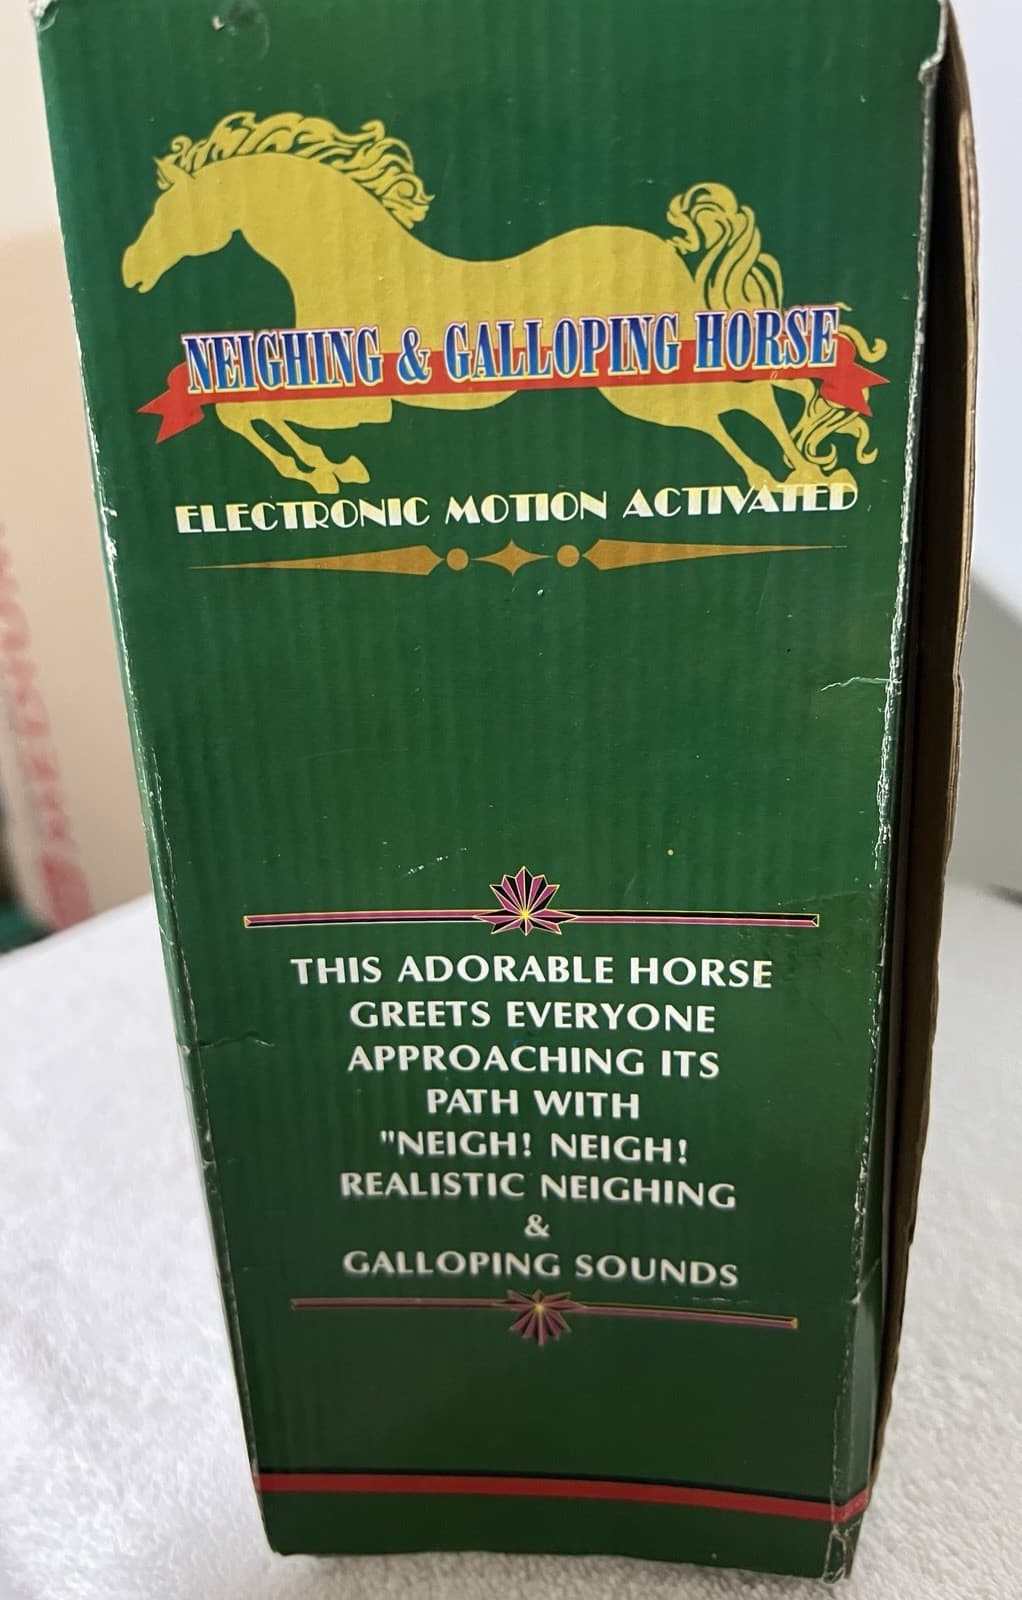 NEIGHING & GALLOPING HORSE
ELECTRONIC MOTION ACTIVATED
THIS ADORABLE HORSE
GREETS EVERYONE
APPROACHING ITS
PATH WITH
"NEIGH! NEIGH!
REALISTIC NEIGHING
&
GALLOPING SOUNDS